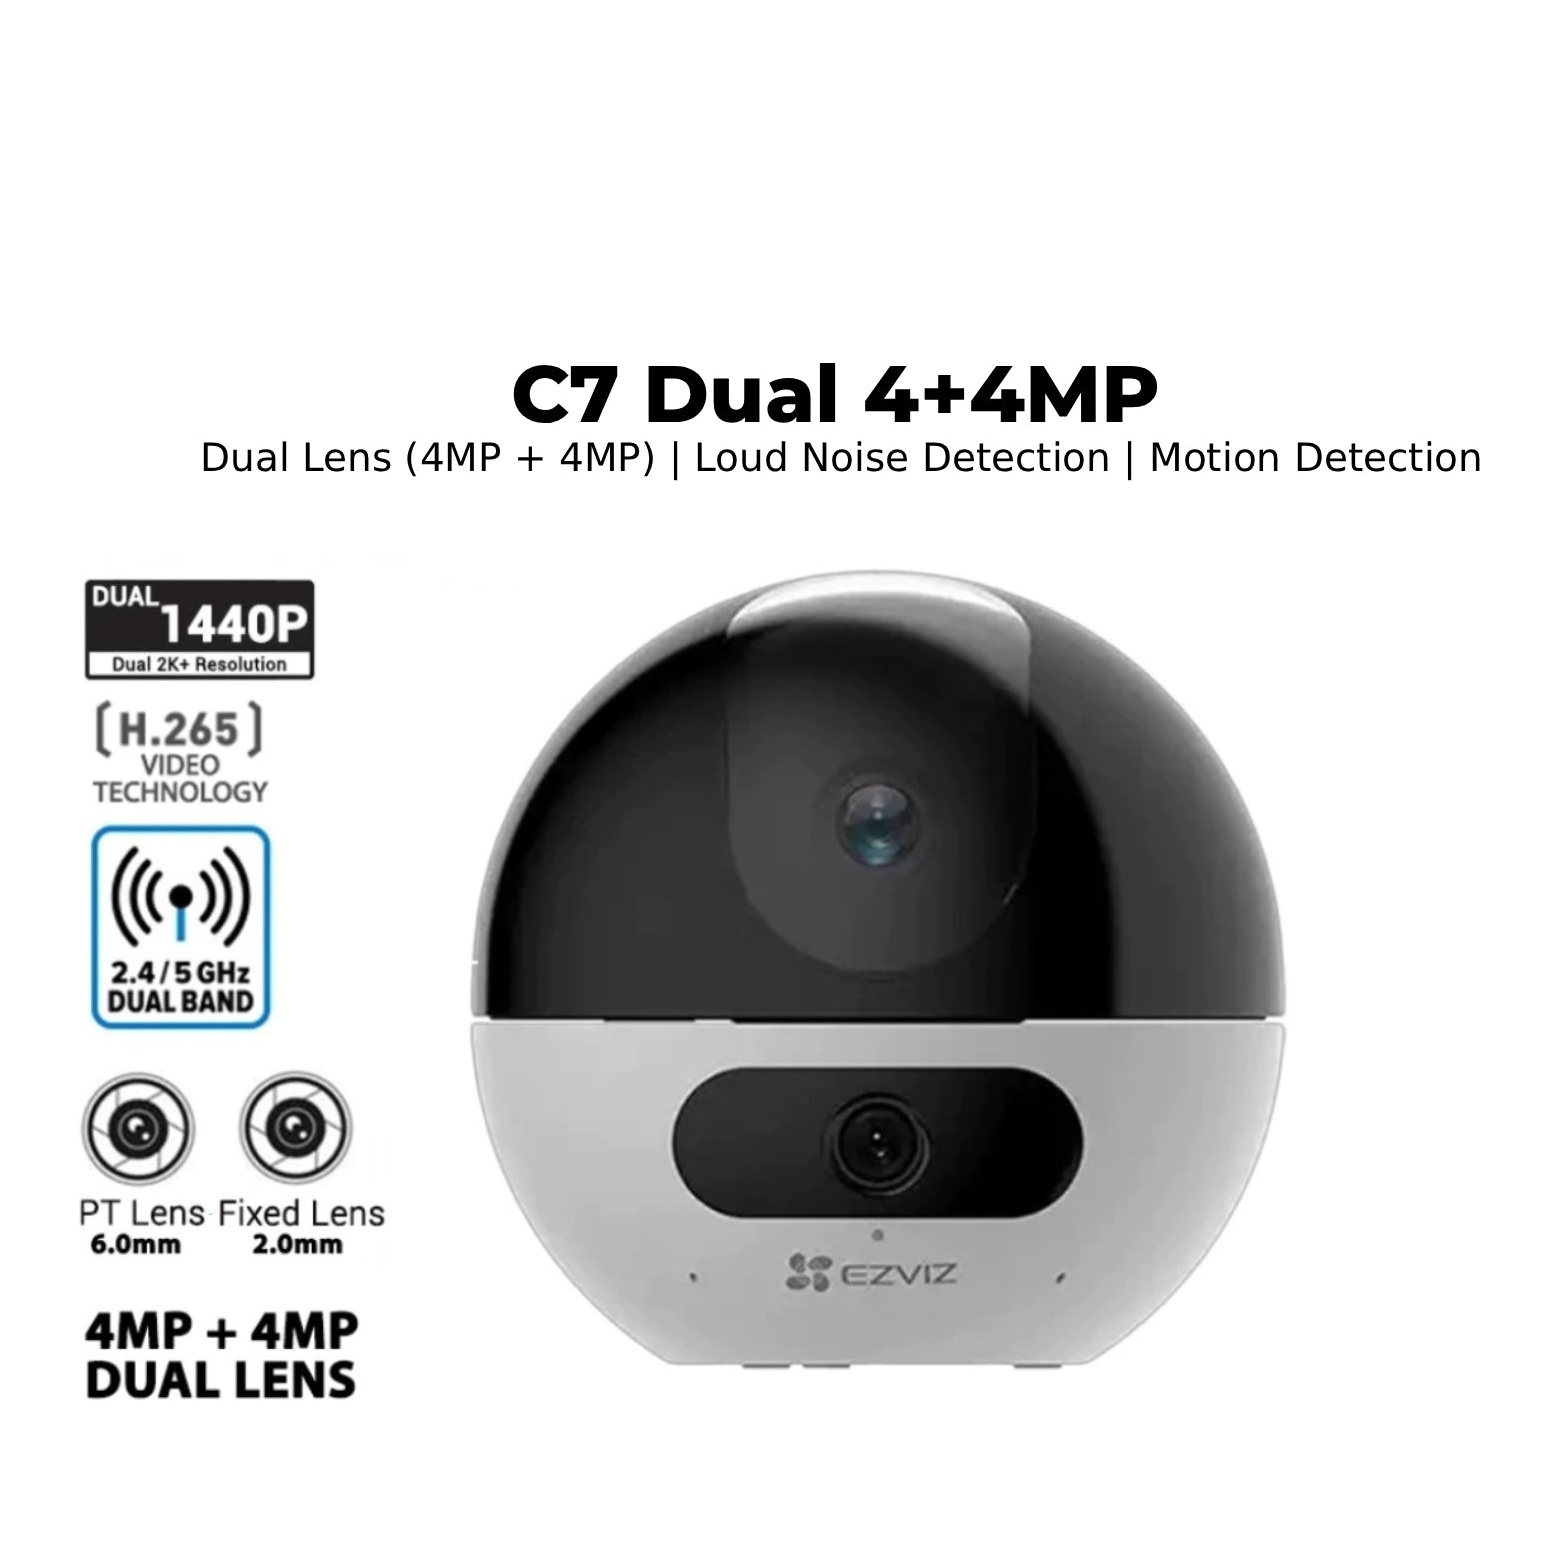 C7 Dual 4+4MP
Dual Lens (4MP + 4MP) | Loud Noise Detection | Motion Detection
DUAL
1440P
Dual 2K+ Resolution
[H.265]
VIDEO
TECHNOLOGY
2.4 / 5 GHz
DUAL BAND
PT Lens Fixed Lens
6.0mm 2.0mm
4MP + 4MP
DUAL LENS
EZVIZ